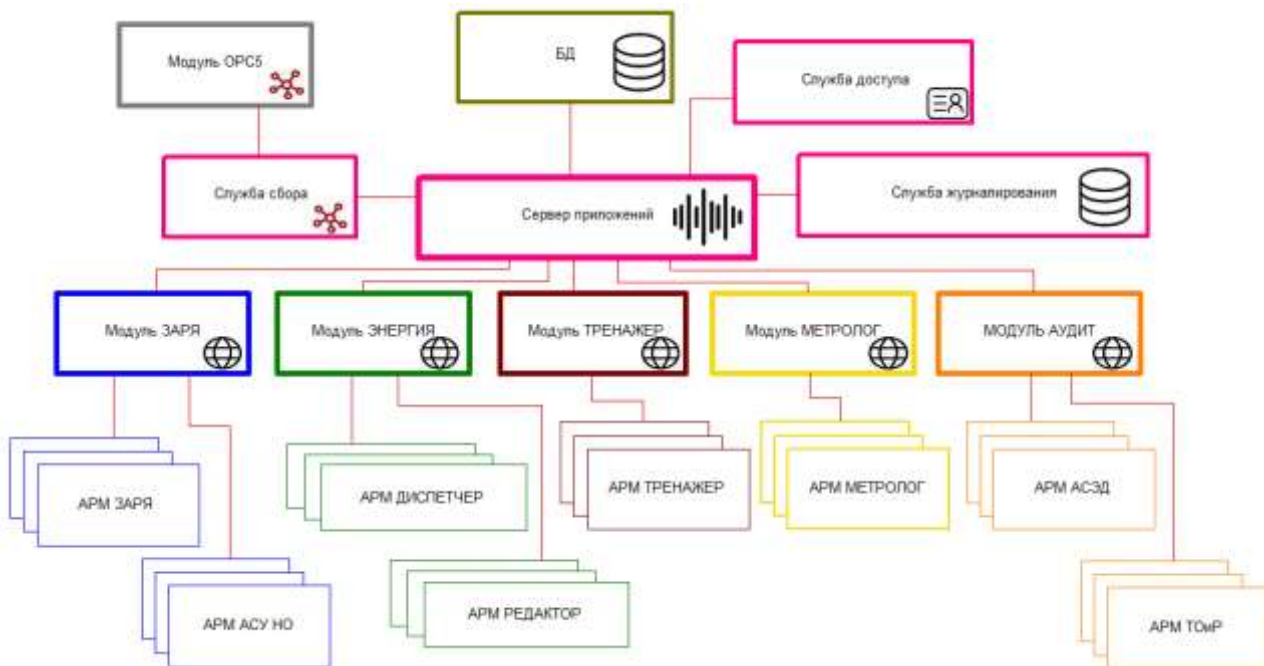 Модуль OPC5
БД
Служба доступа
Служба сбора
Сервер приложений
Служба журналирования
Модуль ЗАРЯ
Модуль ЭНЕРГИЯ
Модуль ТРЕНАЖЕР
Модуль МЕТРОЛОГ
МОДУЛЬ АУДИТ
АРМ ЗАРЯ
АРМ ДИСПЕТЧЕР
АРМ ТРЕНАЖЕР
АРМ МЕТРОЛОГ
АРМ АСЭД
АРМ АСУ НО
АРМ РЕДАКТОР
АРМ ТОиР